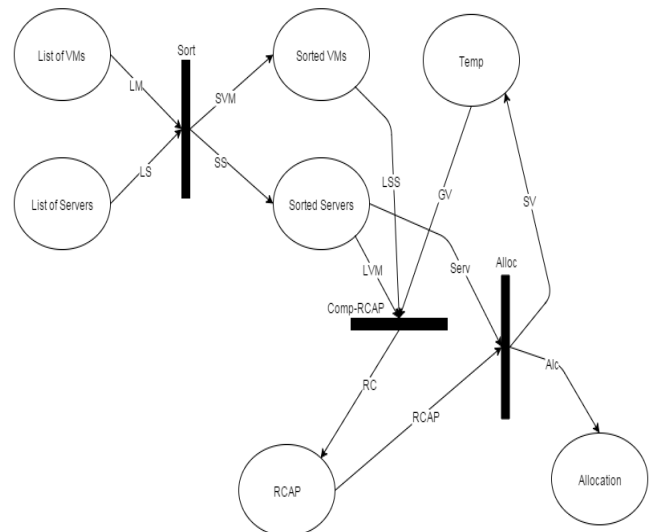 List of VMs
Sort
Sorted VMs
Temp
LM
SVM
LS
SS
LSS
GV
SV
List of Servers
Sorted Servers
LVM
Serv
Alloc
Comp-RCAP
RC
RCAP
Alc
RCAP
Allocation